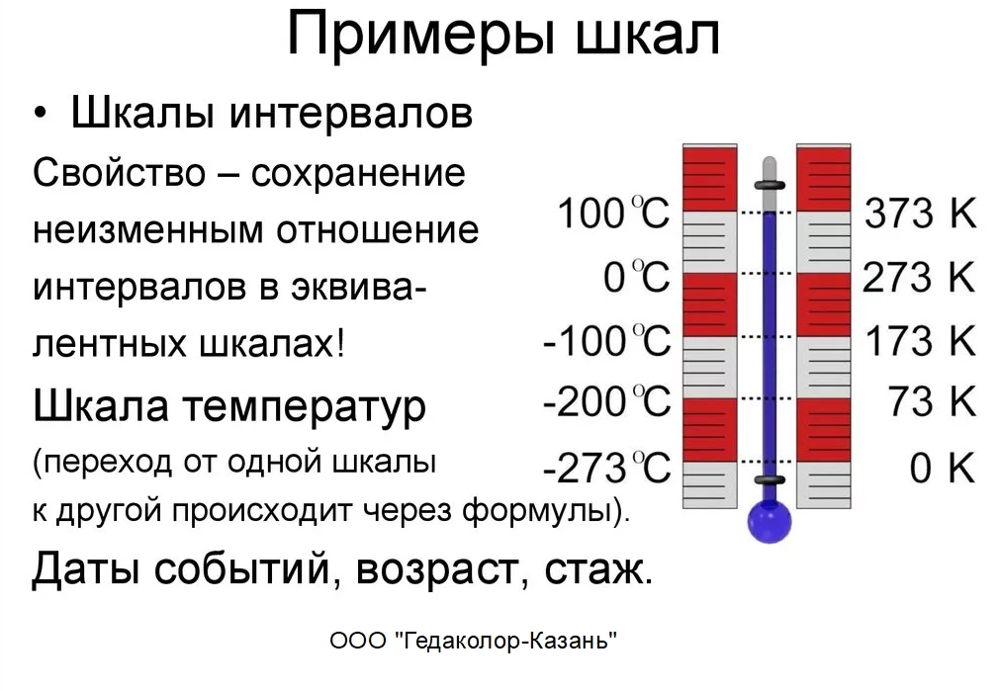 Примеры шкал
• Шкалы интервалов
Свойство – сохранение
неизменным отношение
интервалов в эквива-
лентных шкалах!
Шкала температур
(переход от одной шкалы
к другой происходит через формулы).
Даты событий, возраст, стаж.
100 °C 373 K
0 °C 273 K
-100 °C 173 K
-200 °C 73 K
-273 °C 0 K
ООО "Гедаколор-Казань"